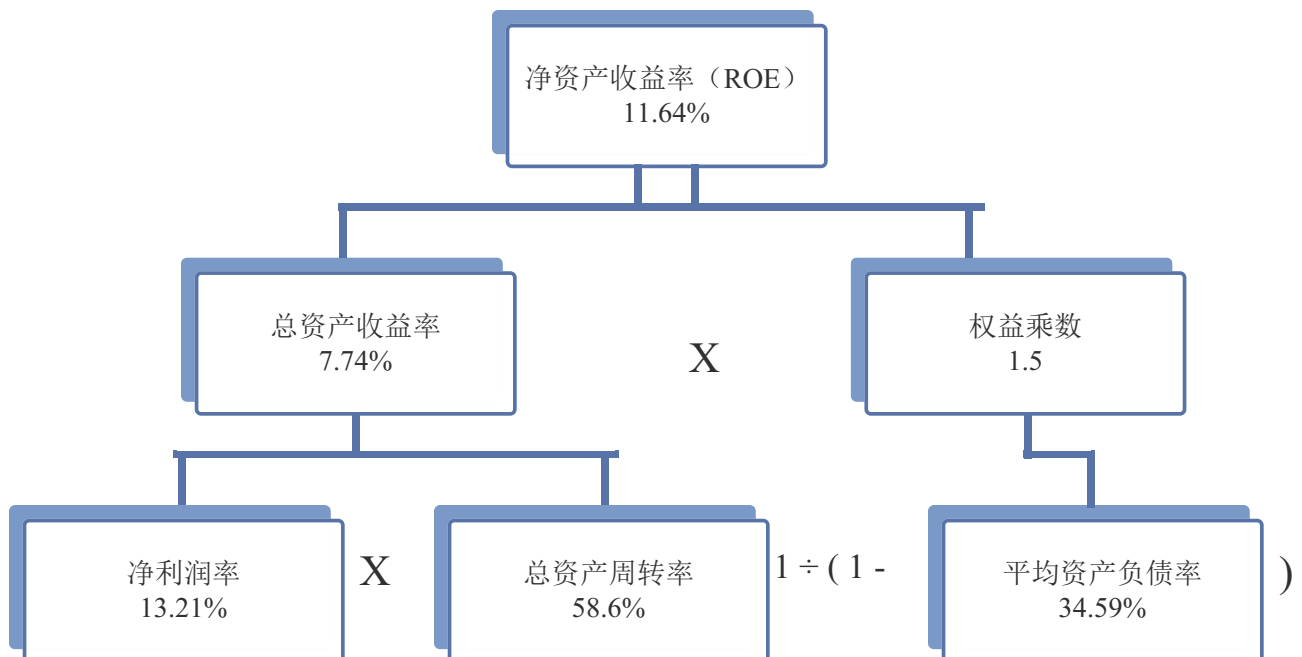 净资产收益率（ROE）
11.64%
总资产收益率
7.74%
X
权益乘数
1.5
净利润率
13.21%
X
总资产周转率
58.6%
1 ÷ ( 1 -
平均资产负债率
34.59%
)